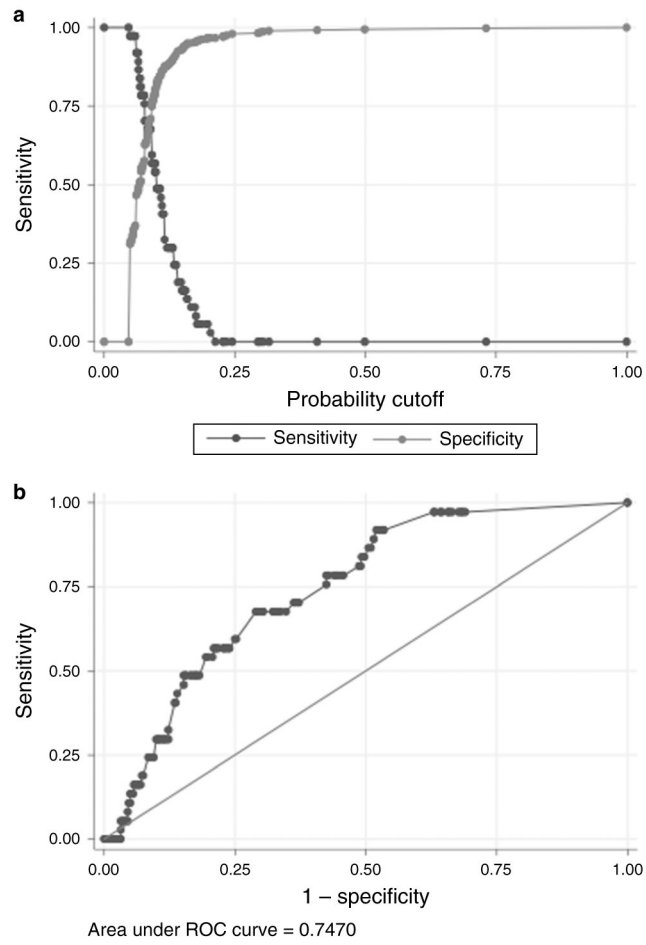 a
1.00
0.75
0.50
0.25
0.00
Sensitivity
0.00 0.25 0.50 0.75 1.00
Probability cutoff
Sensitivity Specificity
b
1.00
0.75
0.50
0.25
0.00
Sensitivity
0.00 0.25 0.50 0.75 1.00
1 – specificity
Area under ROC curve = 0.7470